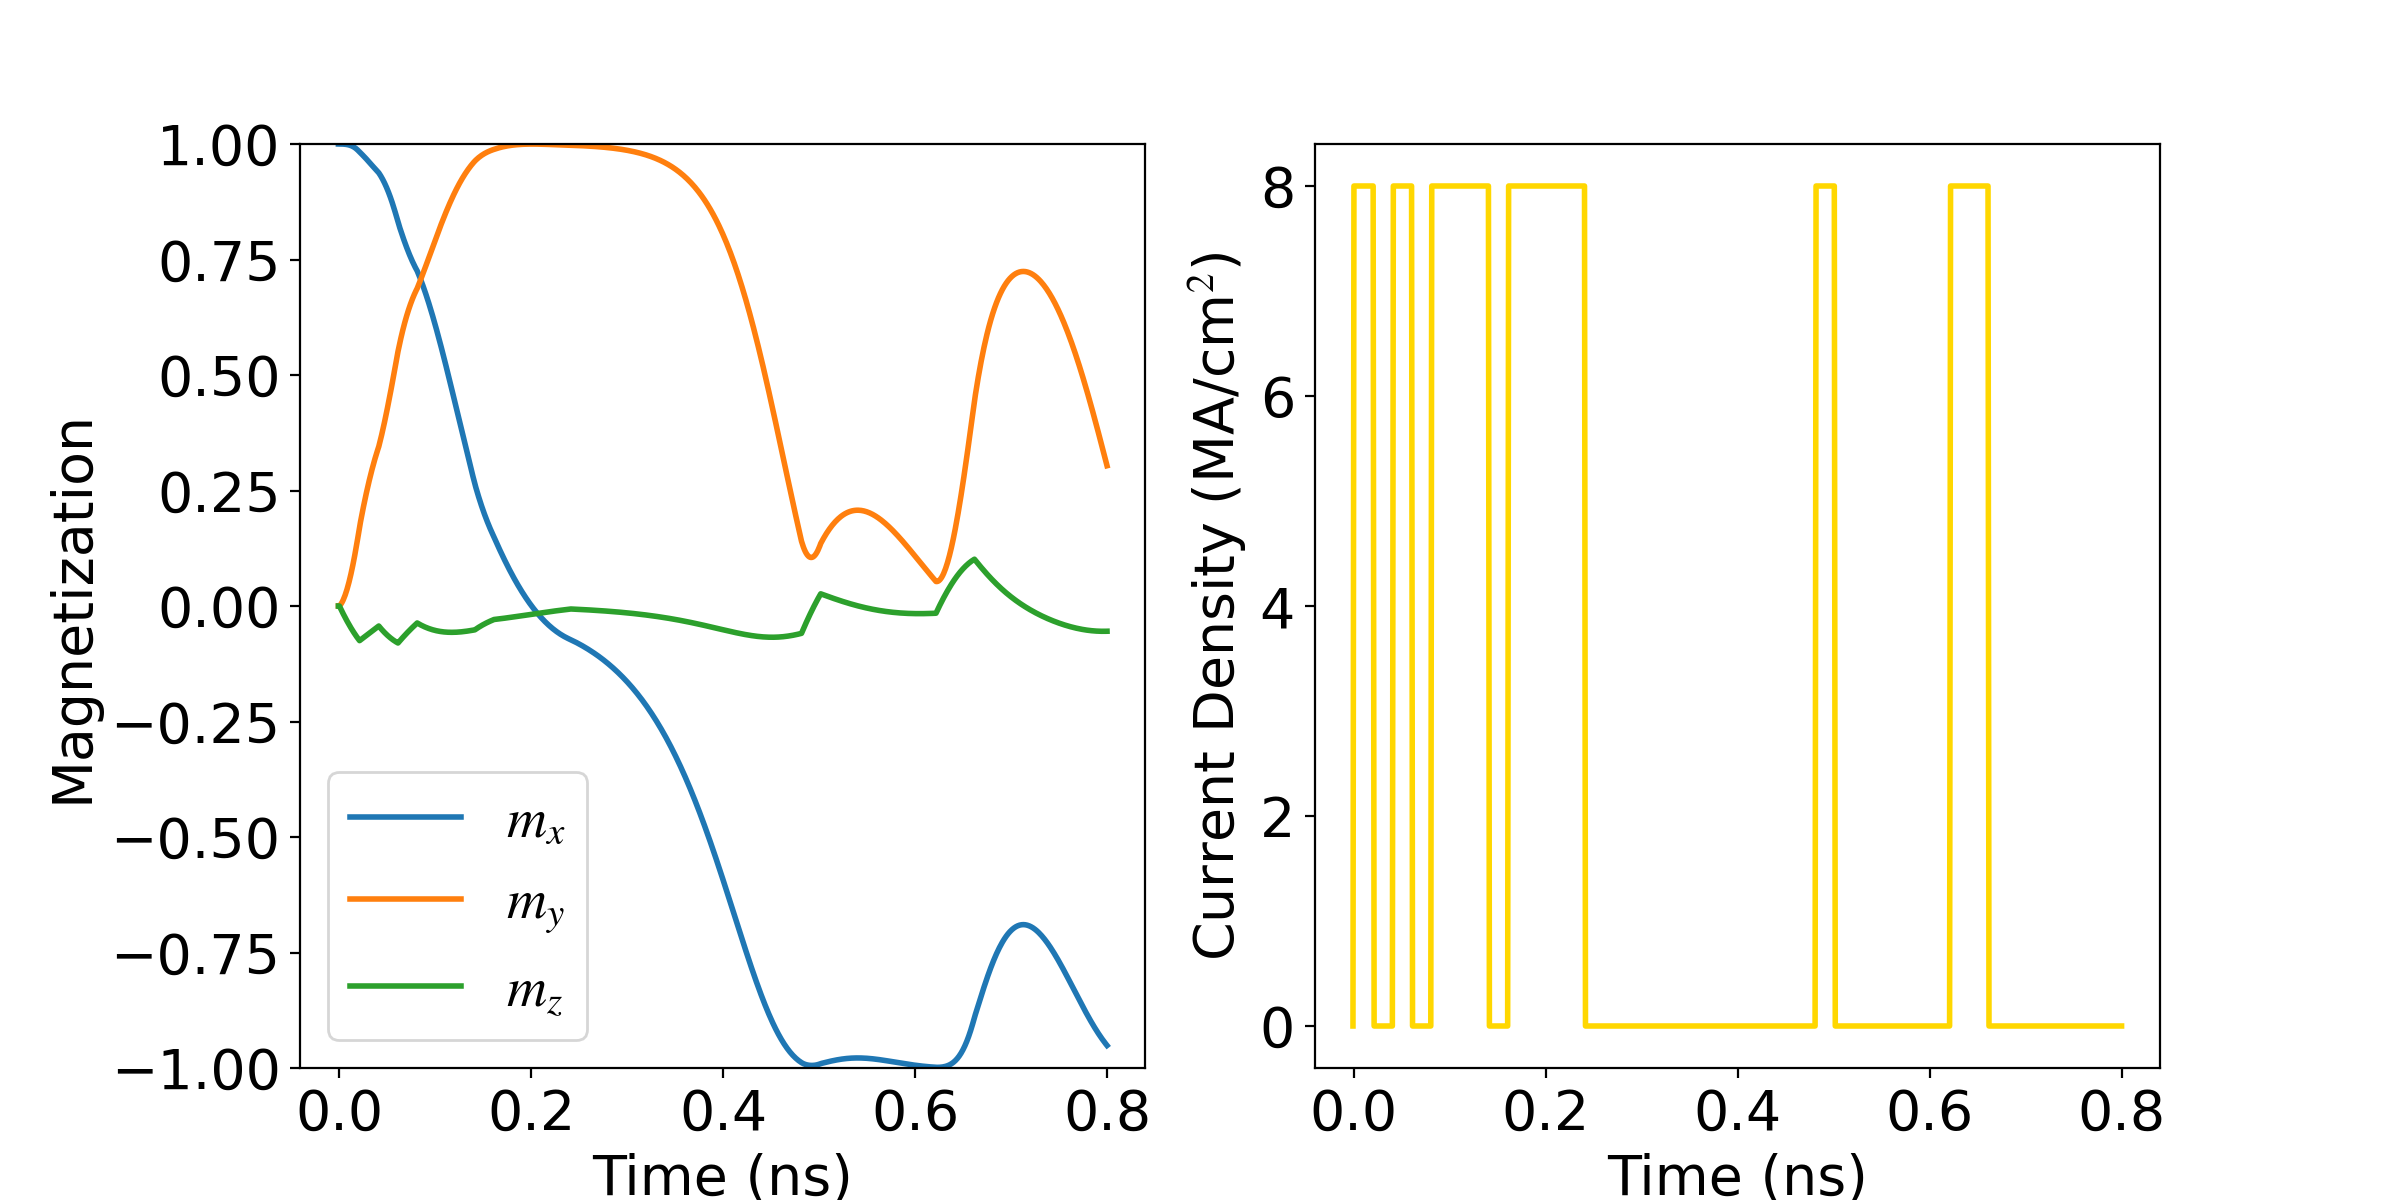 Magnetization
1.00
0.75
0.50
0.25
0.00
−0.25
−0.50
−0.75
−1.00
m_x
m_y
m_z
0.0 0.2 0.4 0.6 0.8
Time (ns)
Current Density (MA/cm²)
8
6
4
2
0
0.0 0.2 0.4 0.6 0.8
Time (ns)